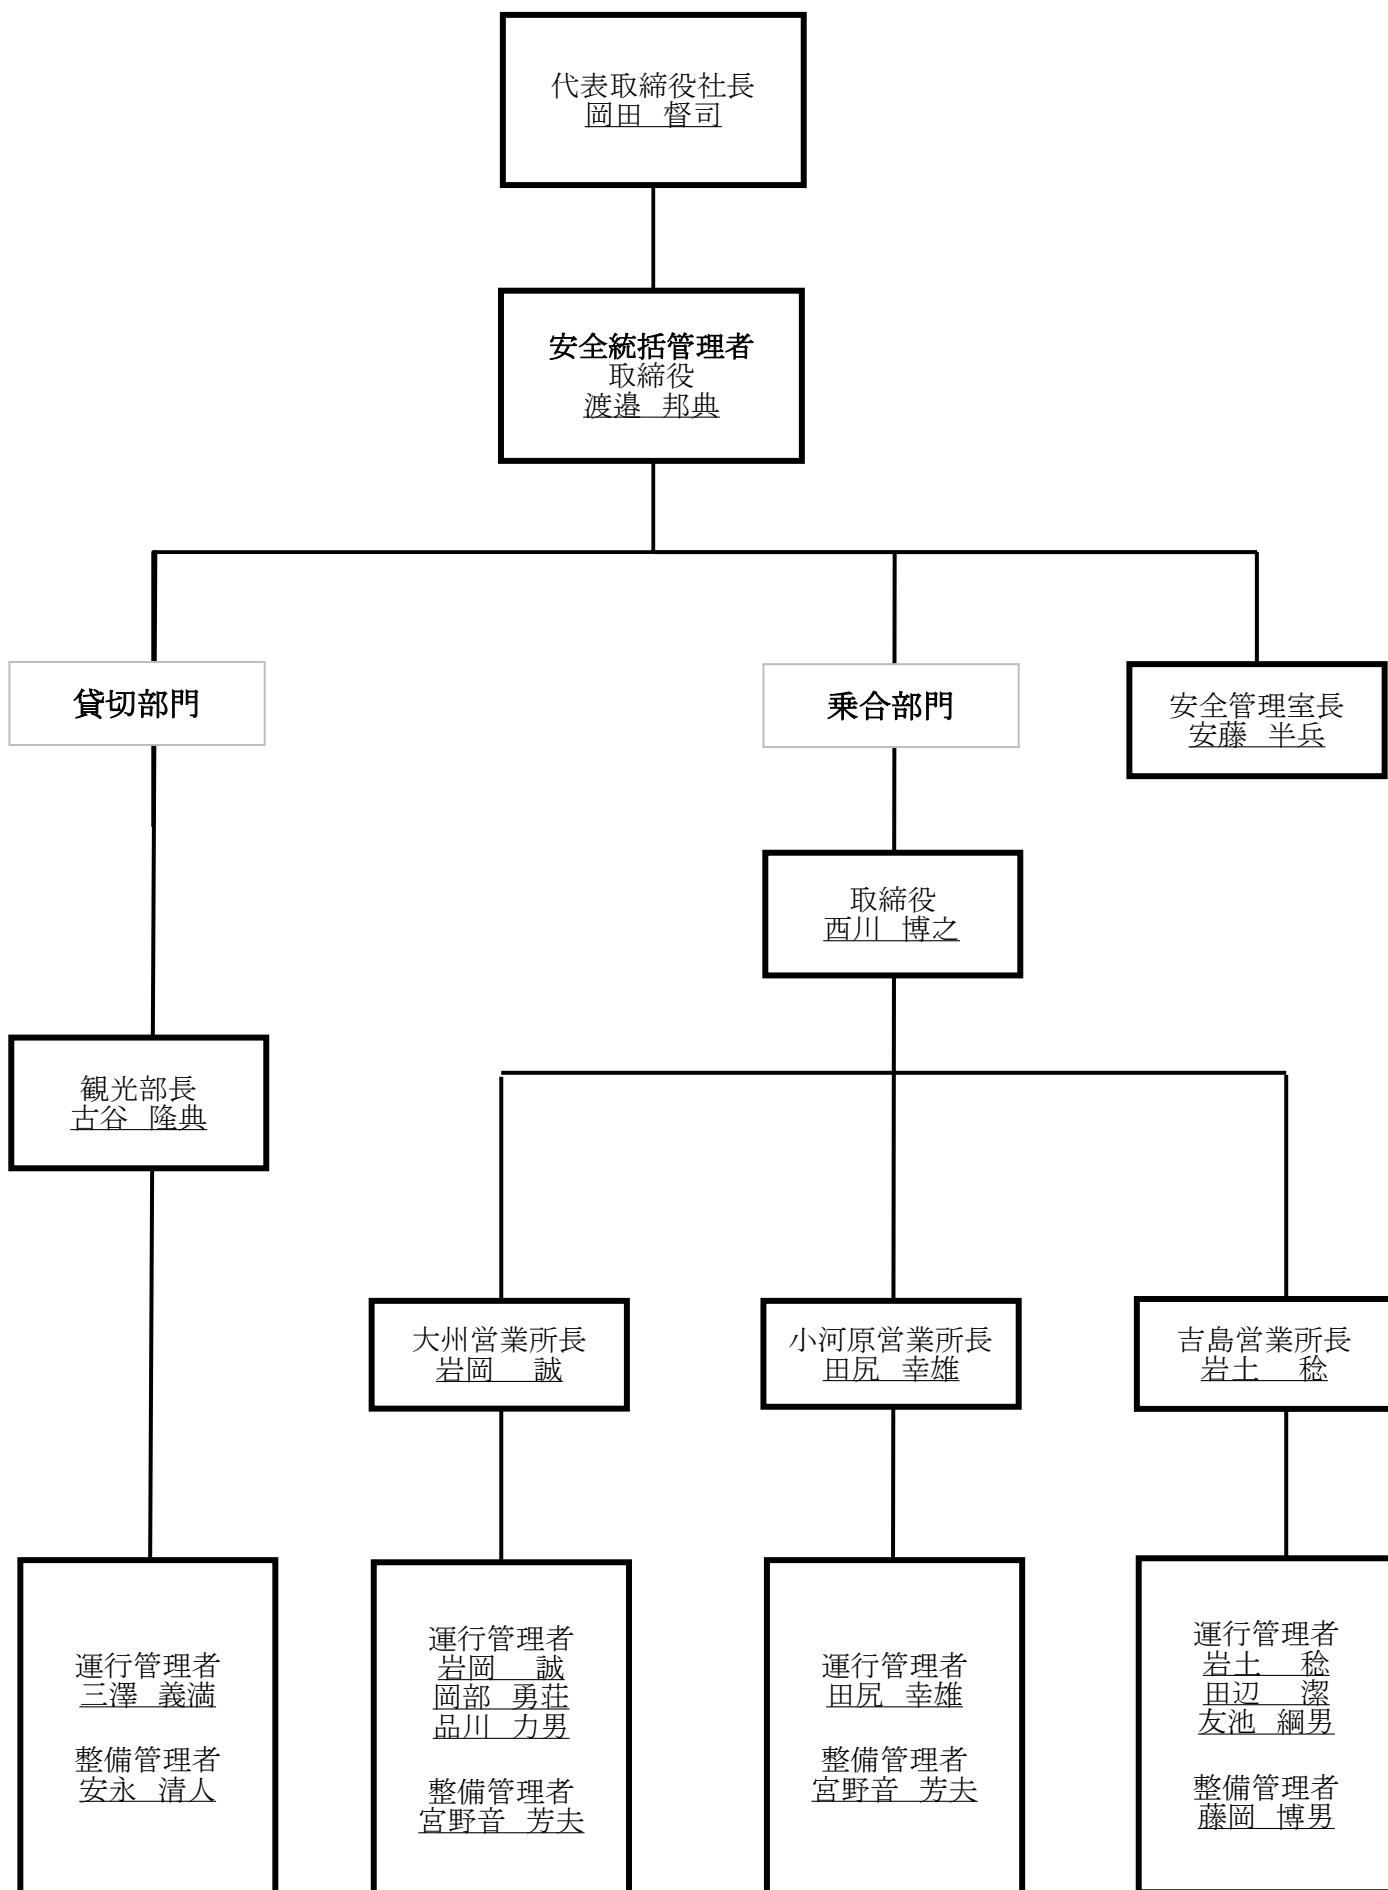 代表取締役社長
岡田 督司
安全統括管理者
取締役
渡邉 邦典
貸切部門
乗合部門
安全管理室長
安藤 半兵
取締役
西川 博之
観光部長
古谷 隆典
大州営業所長
岩岡 誠
小河原営業所長
田尻 幸雄
吉島営業所長
岩土 稔
運行管理者
三澤 義満
整備管理者
安永 清人
運行管理者
岩岡 誠
岡部 勇荘
品川 力男
整備管理者
宮野音 芳夫
運行管理者
田尻 幸雄
整備管理者
宮野音 芳夫
運行管理者
岩土 稔
田辺 潔
友池 綱男
整備管理者
藤岡 博男